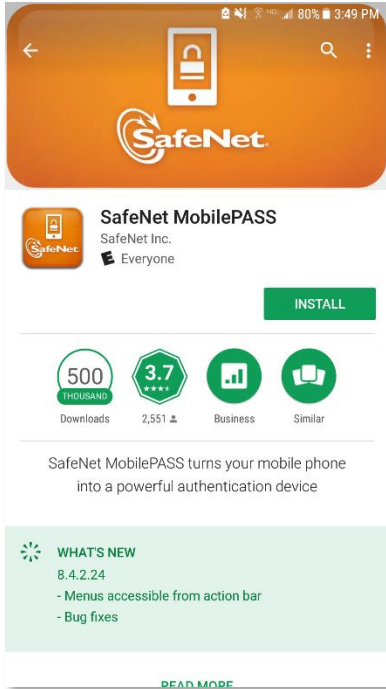 80% 3:49 PM
SafeNet.
SafeNet MobilePASS
SafeNet
SafeNet Inc.
E Everyone
INSTALL
500
THOUSAND
3.7
Downloads
2,551
Business
Similar
SafeNet MobilePASS turns your mobile phone
into a powerful authentication device
WHAT'S NEW
8.4.2.24
- Menus accessible from action bar
- Bug fixes
READ MORE